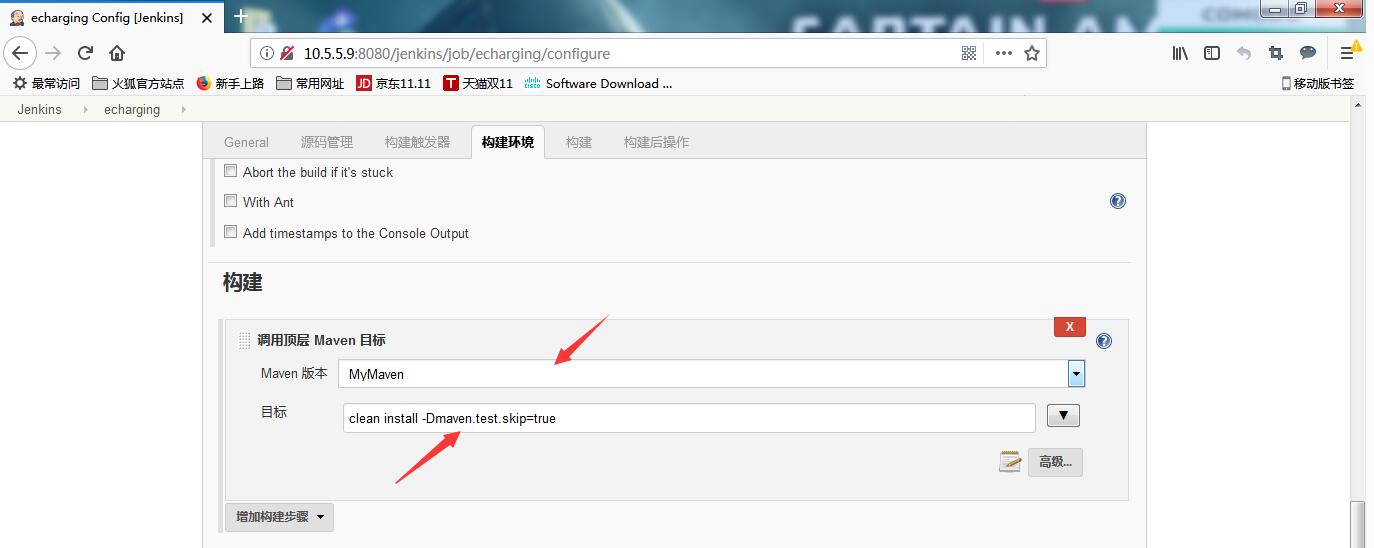 echarging Config [Jenkins]
10.5.5.9:8080/jenkins/job/echarging/configure
最常访问 火狐官方站点 新手上路 常用网址 JD 京东11.11 T 天猫双11 cisco Software Download ... 移动版书签
Jenkins echarging
General 源码管理 构建触发器 构建环境 构建 构建后操作
Abort the build if it's stuck
With Ant
Add timestamps to the Console Output
构建
调用顶层 Maven 目标
X
Maven 版本 MyMaven
目标 clean install -Dmaven.test.skip=true
高级...
增加构建步骤